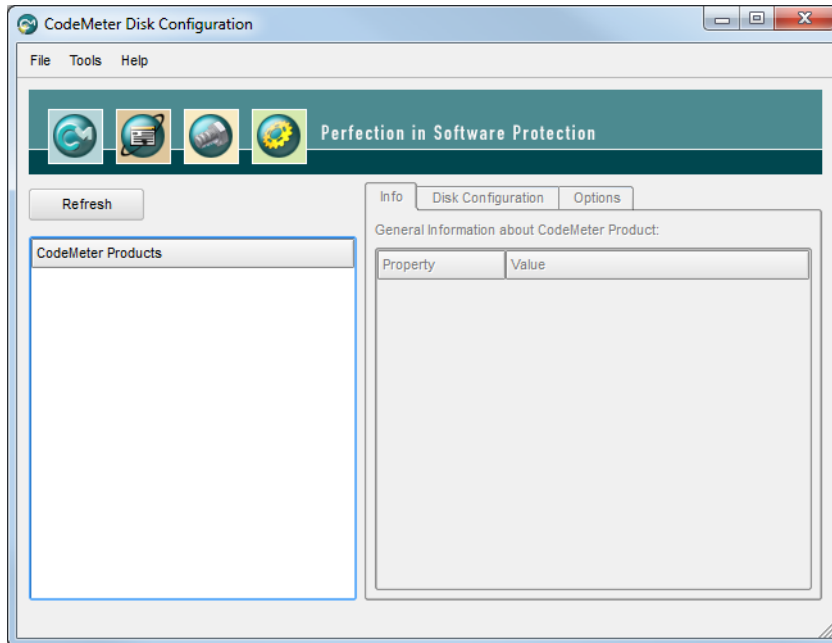 CodeMeter Disk Configuration
File Tools Help
Perfection in Software Protection
Refresh
Info Disk Configuration Options
General Information about CodeMeter Product:
CodeMeter Products
Property Value